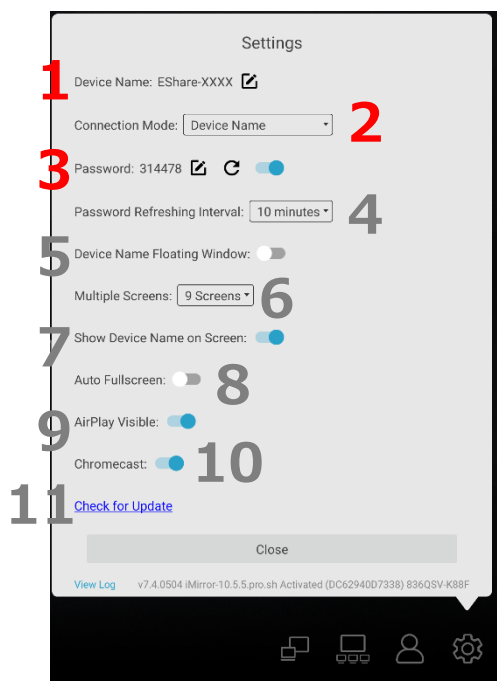 Settings
1 Device Name: EShare-XXXX
Connection Mode: Device Name 2
3 Password: 314478
Password Refreshing Interval: 10 minutes 4
5 Device Name Floating Window:
Multiple Screens: 9 Screens 6
7 Show Device Name on Screen:
Auto Fullscreen: 8
9 AirPlay Visible:
Chromecast: 10
11 Check for Update
Close
View Log v7.4.0504 iMirror-10.5.5.pro.sh Activated (DC62940D7338) 836QSV-K88F